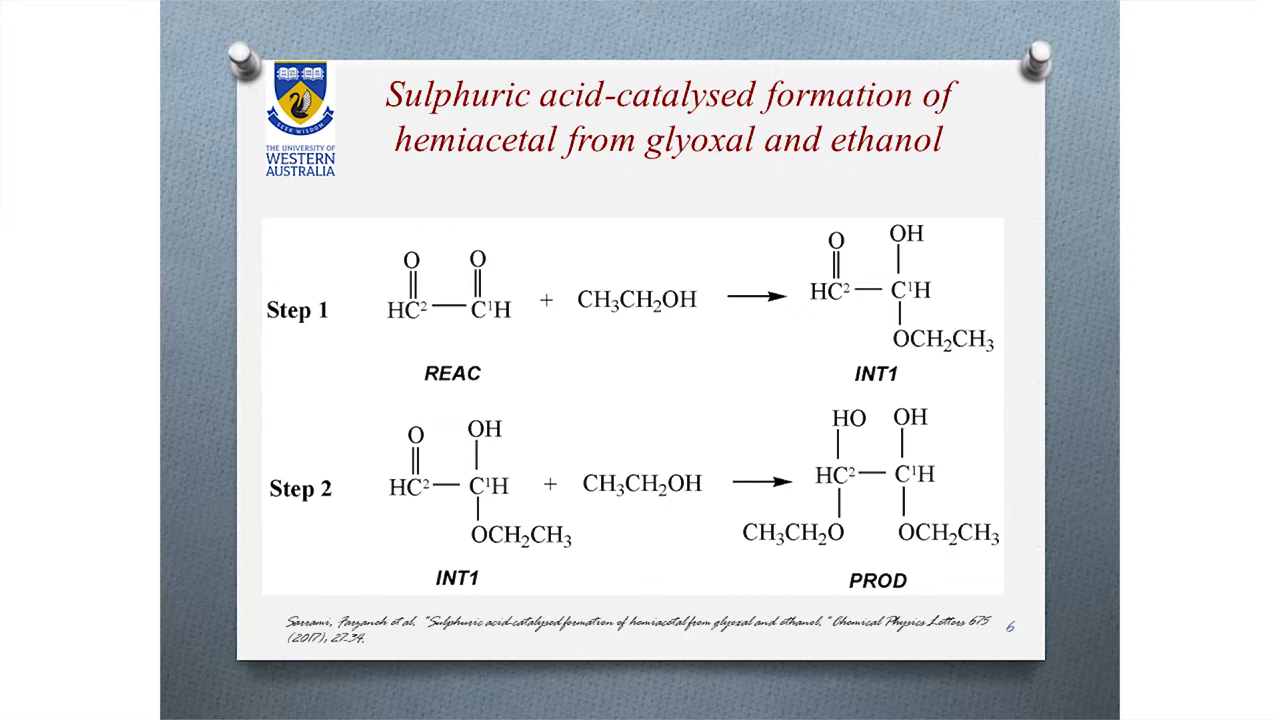 Sulphuric acid-catalysed formation of
hemiacetal from glyoxal and ethanol
SEEK WISDOM
THE UNIVERSITY OF
WESTERN
AUSTRALIA
Step 1
O O
HC² C¹H + CH₃CH₂OH
REAC
O OH
HC² C¹H
OCH₂CH₃
INT1
Step 2
O OH
HC² C¹H + CH₃CH₂OH
OCH₂CH₃
INT1
HO OH
HC² C¹H
CH₃CH₂O OCH₂CH₃
PROD
Sarrami, Farzaneh et al. "Sulphuric acid-catalysed formation of hemiacetal from glyoxal and ethanol." Chemical Physics Letters 675
(2017), 27-34.
6